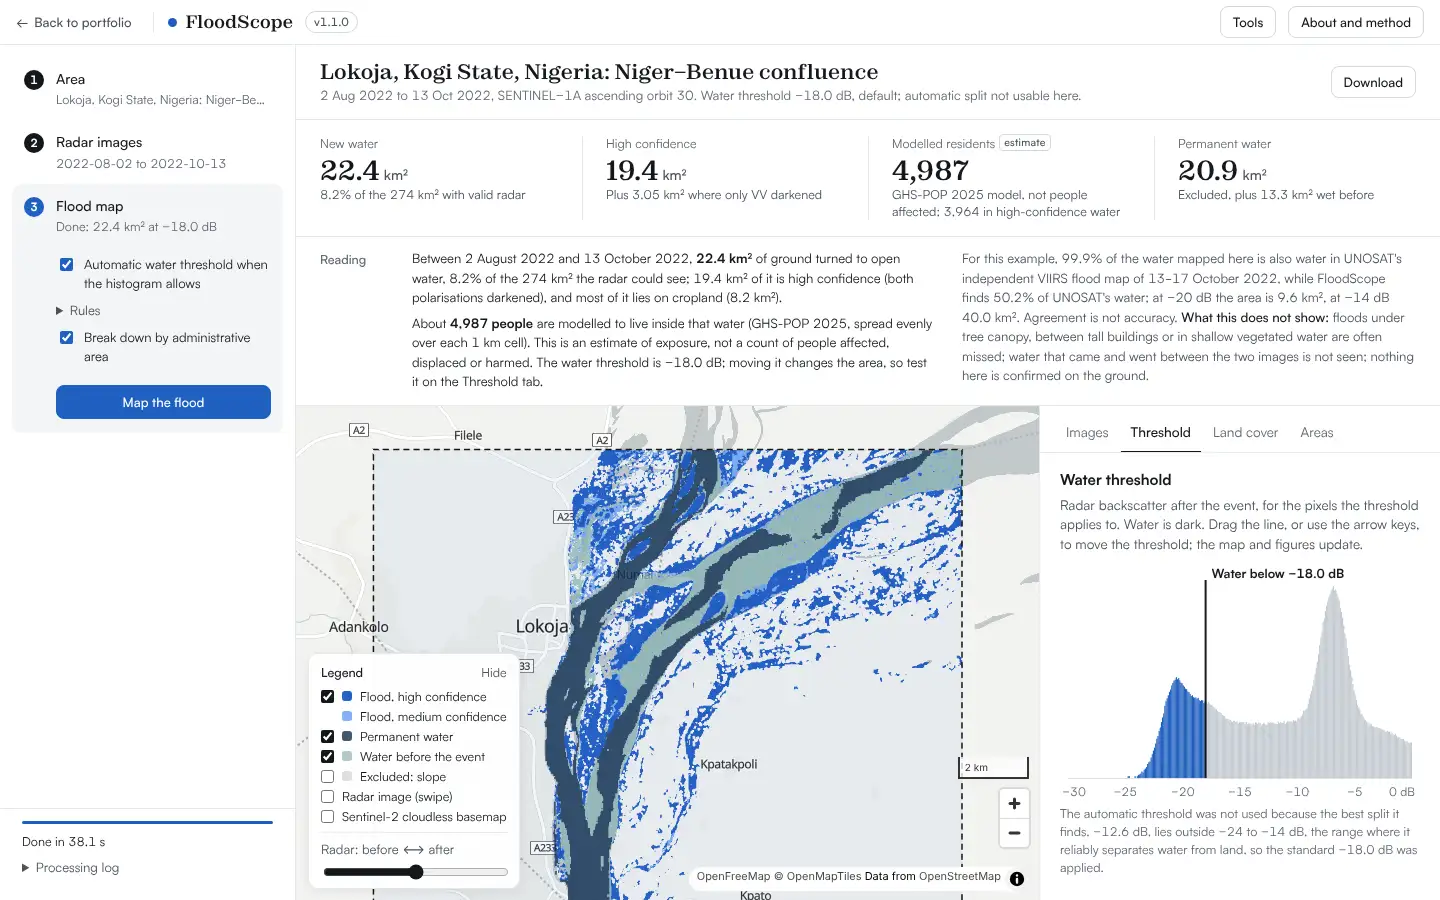 ← Back to portfolio
FloodScope
v1.1.0
Tools
About and method
1 Area
Lokoja, Kogi State, Nigeria: Niger–Be...
2 Radar images
2022-08-02 to 2022-10-13
3 Flood map
Done: 22.4 km² at −18.0 dB
Automatic water threshold when
the histogram allows
Rules
Break down by administrative
area
Map the flood
Done in 38.1 s
Processing log
Lokoja, Kogi State, Nigeria: Niger–Benue confluence
2 Aug 2022 to 13 Oct 2022, SENTINEL-1A ascending orbit 30. Water threshold −18.0 dB, default; automatic split not usable here.
Download
New water
22.4 km²
8.2% of the 274 km² with valid radar
High confidence
19.4 km²
Plus 3.05 km² where only VV darkened
Modelled residents estimate
4,987
GHS-POP 2025 model, not people
affected; 3,964 in high-confidence water
Permanent water
20.9 km²
Excluded, plus 13.3 km² wet before
Reading
Between 2 August 2022 and 13 October 2022, 22.4 km² of ground turned to open
water, 8.2% of the 274 km² the radar could see; 19.4 km² of it is high confidence (both
polarisations darkened), and most of it lies on cropland (8.2 km²).
About 4,987 people are modelled to live inside that water (GHS-POP 2025, spread evenly
over each 1 km cell). This is an estimate of exposure, not a count of people affected,
displaced or harmed. The water threshold is −18.0 dB; moving it changes the area, so test
it on the Threshold tab.
For this example, 99.9% of the water mapped here is also water in UNOSAT's
independent VIIRS flood map of 13–17 October 2022, while FloodScope
finds 50.2% of UNOSAT's water; at −20 dB the area is 9.6 km², at −14 dB
40.0 km². Agreement is not accuracy. What this does not show: floods under
tree canopy, between tall buildings or in shallow vegetated water are often
missed; water that came and went between the two images is not seen; nothing
here is confirmed on the ground.
A2
Filele
A2
A23
Numai
Adankolo
Lokoja
33
Kpatakpoli
A233
Kpato
2 km
+
−
Legend
Hide
Flood, high confidence
Flood, medium confidence
Permanent water
Water before the event
Excluded: slope
Radar image (swipe)
Sentinel-2 cloudless basemap
Radar: before ⟷ after
OpenFreeMap © OpenMapTiles Data from OpenStreetMap
Images
Threshold
Land cover
Areas
Water threshold
Radar backscatter after the event, for the pixels the threshold
applies to. Water is dark. Drag the line, or use the arrow keys,
to move the threshold; the map and figures update.
Water below −18.0 dB
−30 −25 −20 −15 −10 −5 0 dB
The automatic threshold was not used because the best split it
finds, −12.6 dB, lies outside −24 to −14 dB, the range where it
reliably separates water from land, so the standard −18.0 dB was
applied.